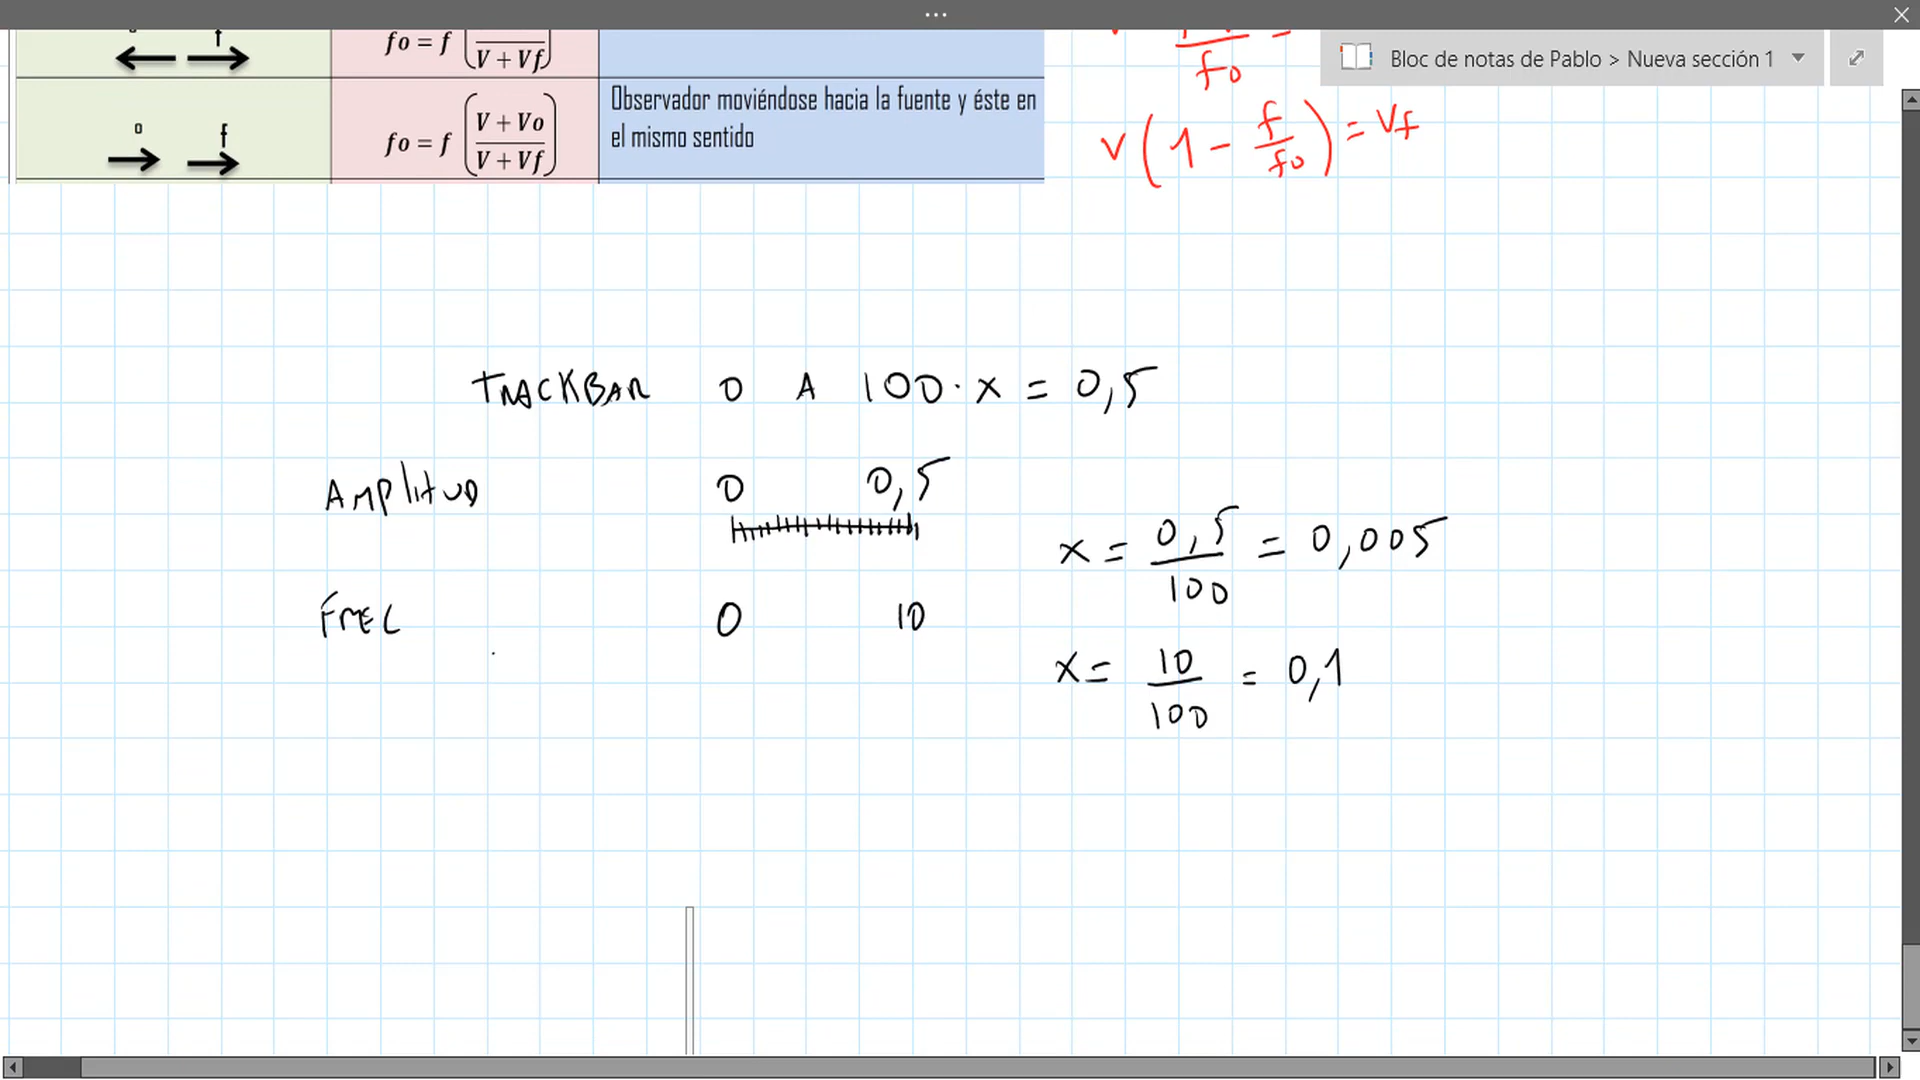 ...
Bloc de notas de Pablo > Nueva sección 1
f
fo = f (V + Vf)
fo
o f
fo = f (V + Vo / V + Vf)
Observador moviéndose hacia la fuente y éste en
el mismo sentido
v(1 - f/fo) = Vf
TRACKBAR 0 A 100 · x = 0,5
Amplitud 0 0,5
x = 0,5/100 = 0,005
Frec 0 10
x = 10/100 = 0,1